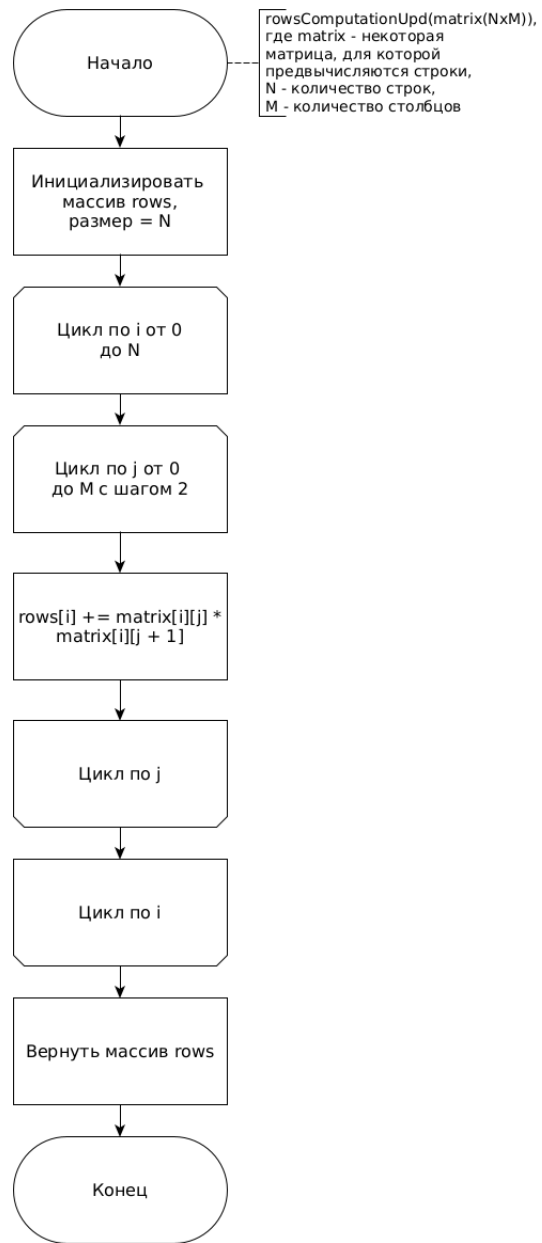 Начало
rowsComputationUpd(matrix(NxM)),
где matrix - некоторая
матрица, для которой
предвычисляются строки,
N - количество строк,
M - количество столбцов
Инициализировать
массив rows,
размер = N
Цикл по i от 0
до N
Цикл по j от 0
до M с шагом 2
rows[i] += matrix[i][j] *
matrix[i][j + 1]
Цикл по j
Цикл по i
Вернуть массив rows
Конец